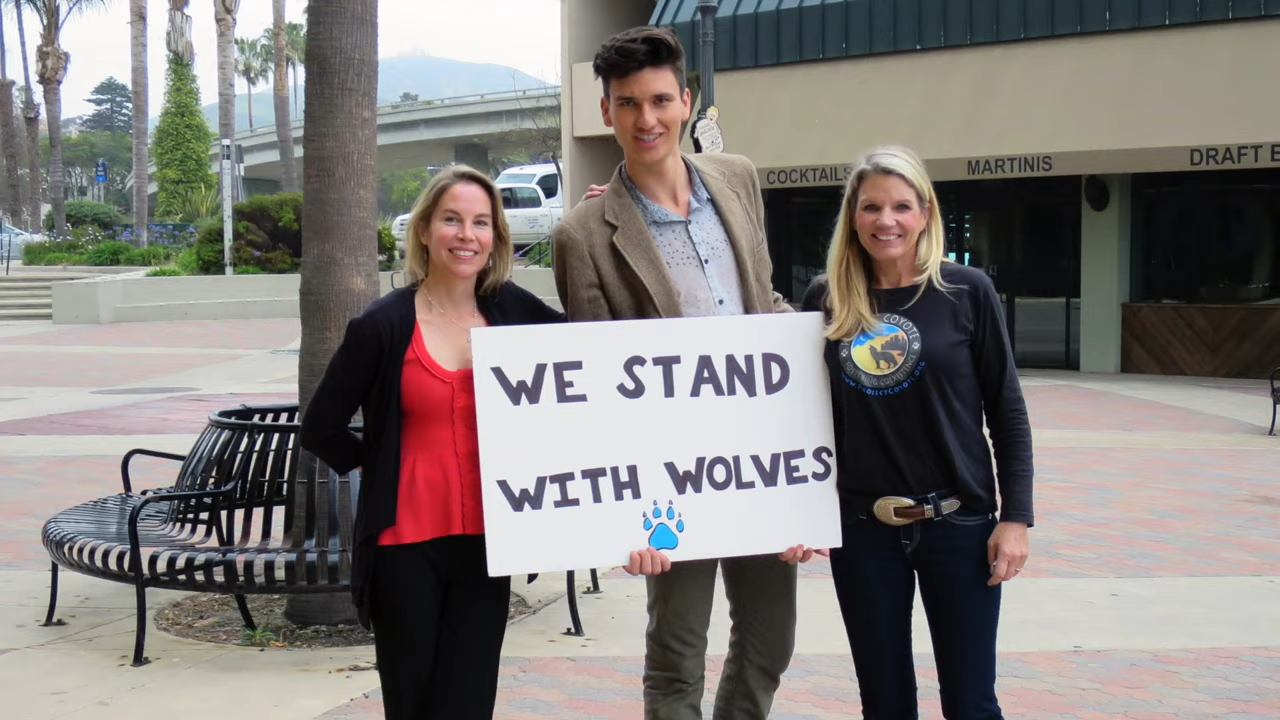 COCKTAILS
MARTINIS
DRAFT
COYOTE
WE STAND
WITH WOLVES